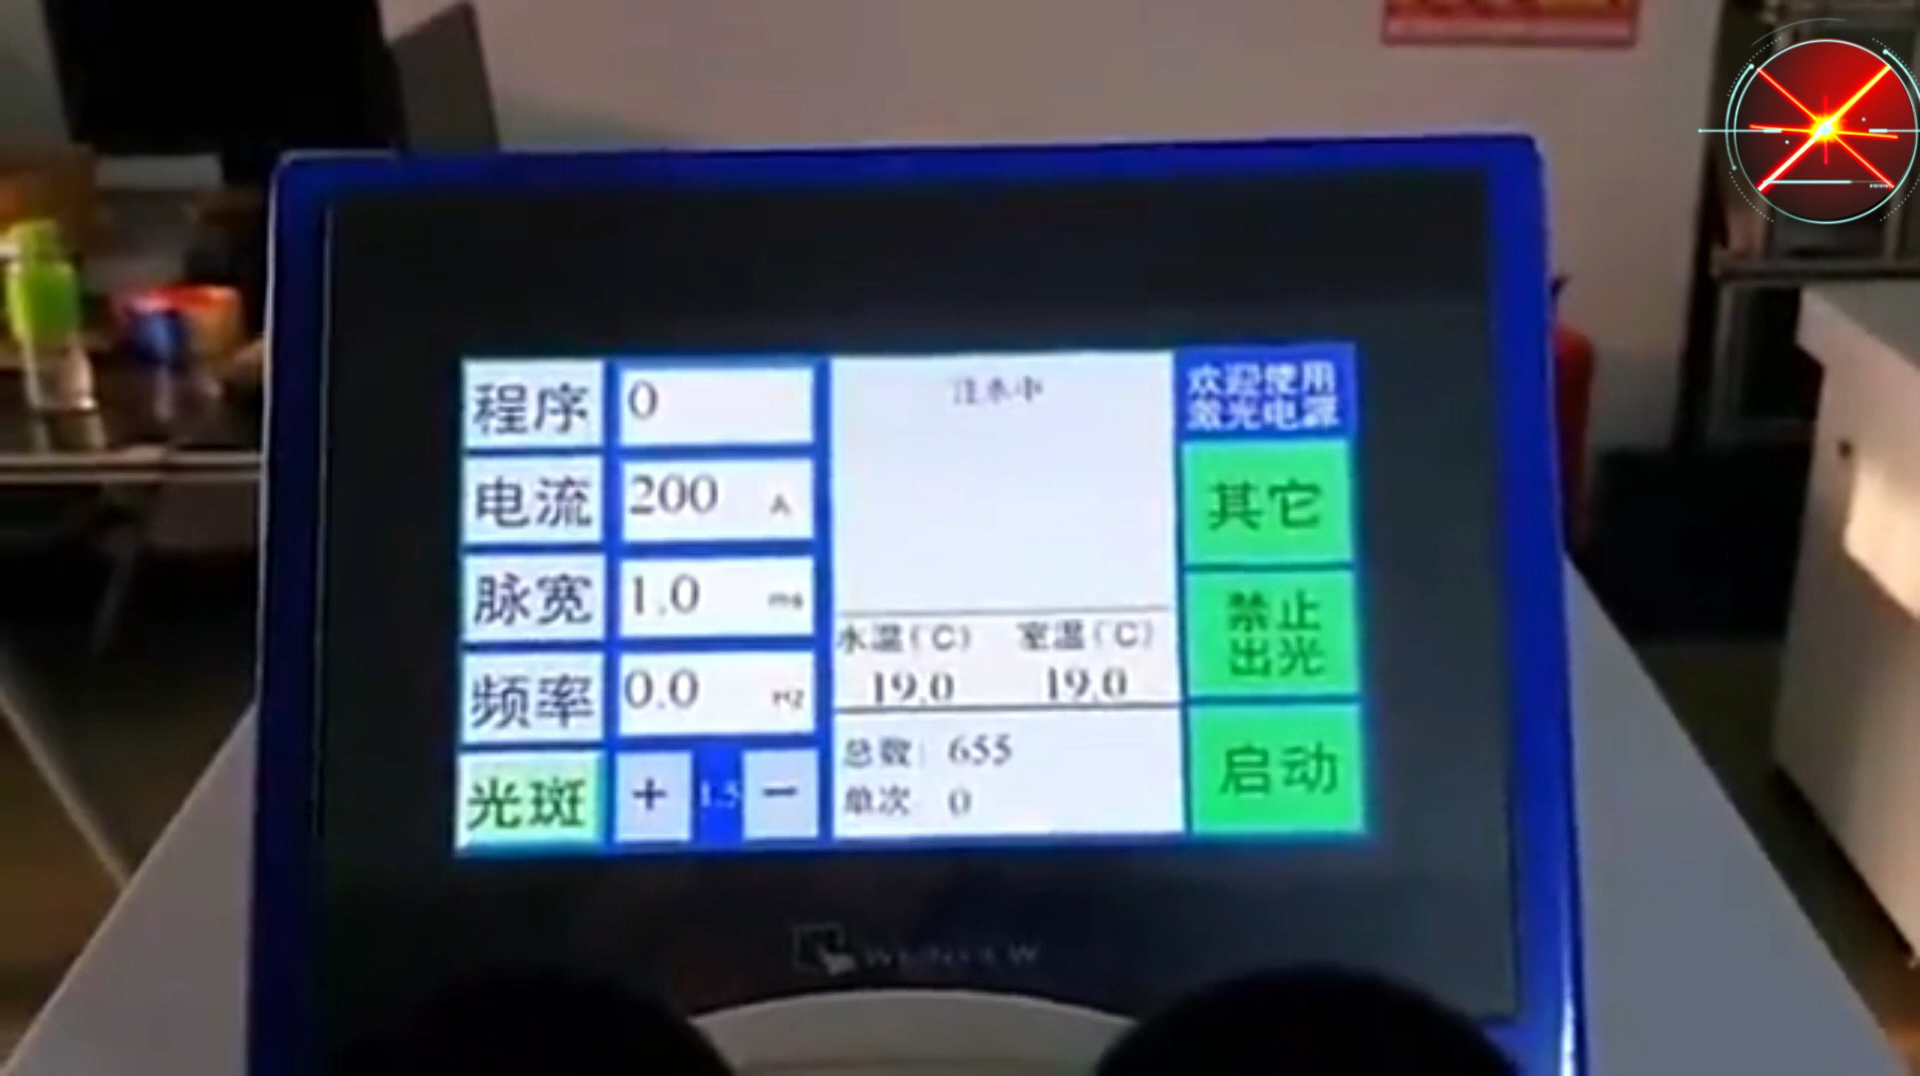 程序 0
电流 200 A
脉宽 1.0 ms
频率 0.0 Hz
光斑 + 1.5 −
注水中
水温(C) 室温(C)
19.0 19.0
总数: 655
单次 0
欢迎使用
激光电源
其它
禁止
出光
启动